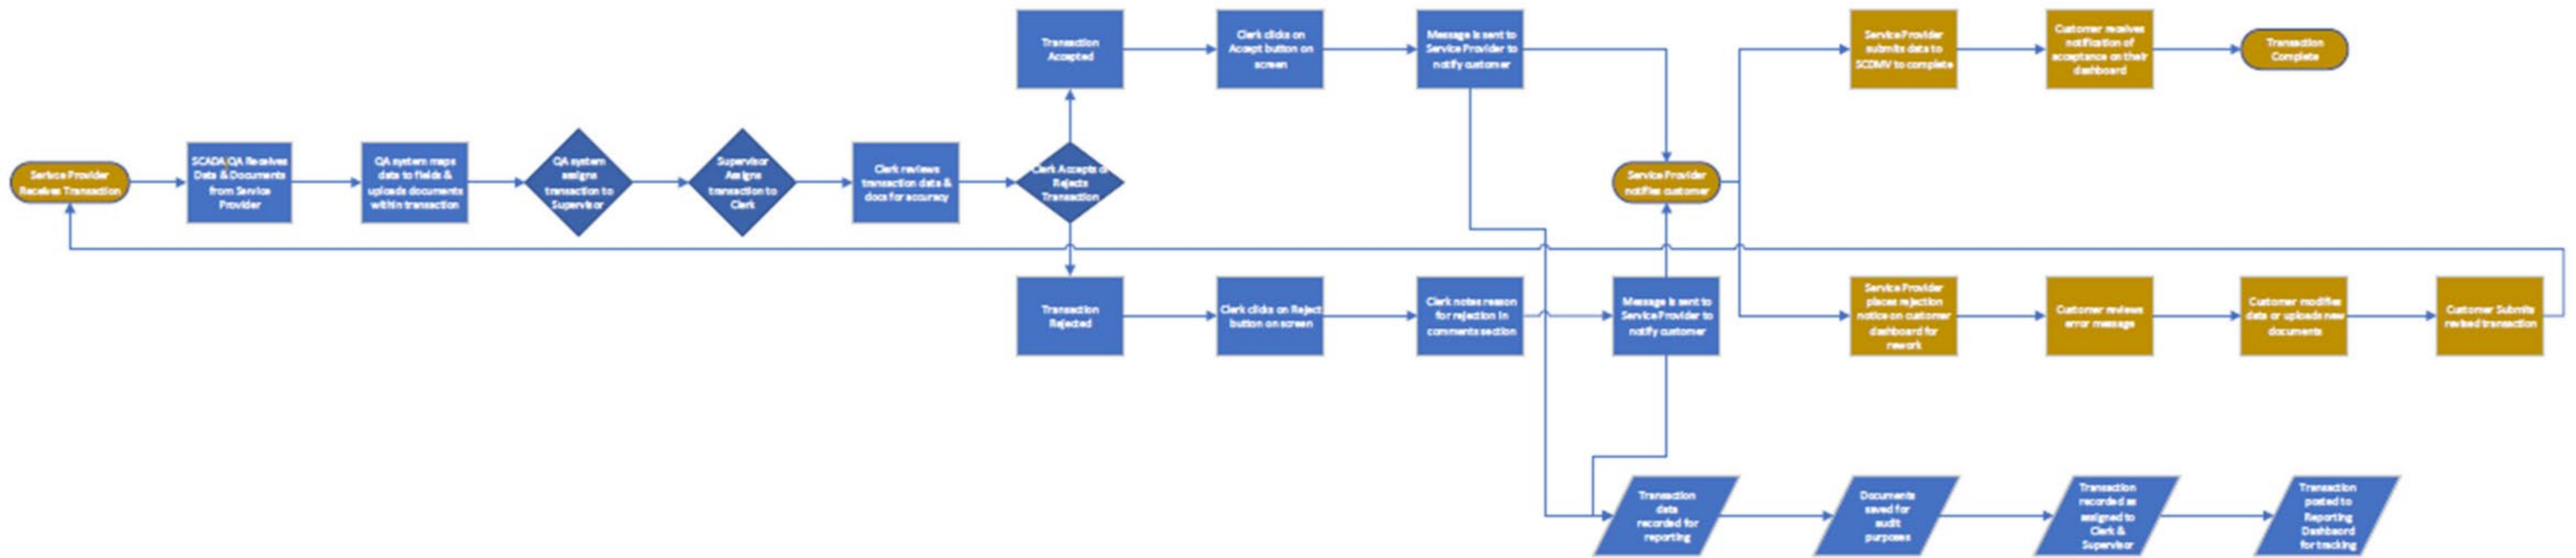 Service Provider
Receives Transaction
SCADA/QA Receives
Data & Documents
from Service
Provider
QA system maps
data to fields &
uploads documents
within transaction
QA system
assigns
transaction to
Supervisor
Supervisor
Assigns
transaction to
Clerk
Clerk reviews
transaction data &
docs for accuracy
Clerk Accepts or
Rejects
Transaction
Transaction
Accepted
Clerk clicks on
Accept button on
screen
Message is sent to
Service Provider to
notify customer
Transaction
Rejected
Clerk clicks on Reject
button on screen
Clerk notes reason
for rejection in
comments section
Message is sent to
Service Provider to
notify customer
Service Provider
notifies customer
Service Provider
submits data to
SCDMV to complete
Customer receives
notification of
acceptance on their
dashboard
Transaction
Complete
Service Provider
places rejection
notice on customer
dashboard for
rework
Customer reviews
error message
Customer modifies
data or uploads new
documents
Customer Submits
revised transaction
Transaction
data
recorded for
reporting
Documents
saved for
audit
purposes
Transaction
recorded as
assigned to
Clerk &
Supervisor
Transaction
posted to
Reporting
Dashbaord
for tracking